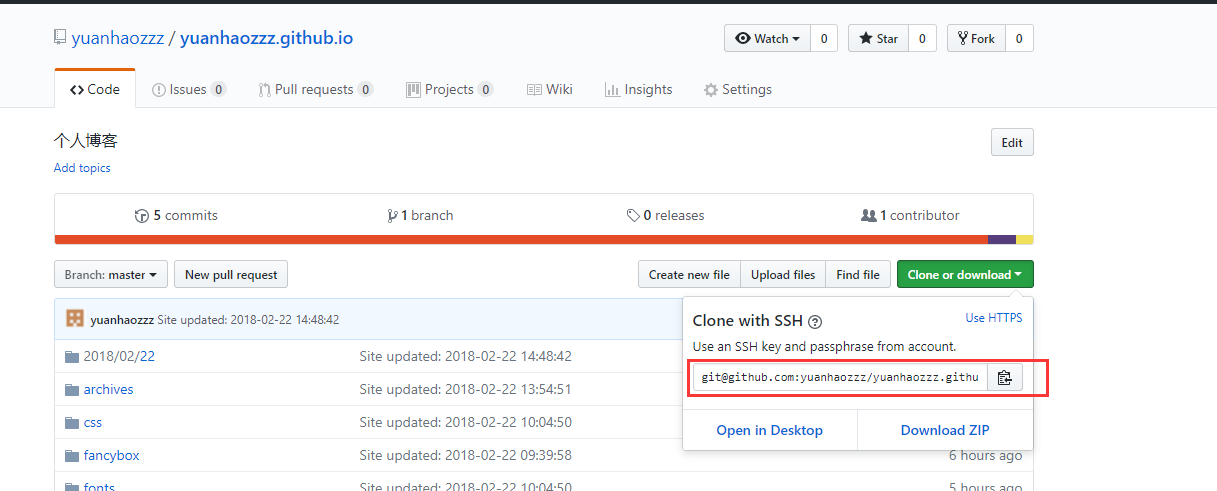 yuanhaozzz / yuanhaozzz.github.io
Watch 0 Star 0 Fork 0
Code Issues 0 Pull requests 0 Projects 0 Wiki Insights Settings
个人博客 Edit
Add topics
5 commits 1 branch 0 releases 1 contributor
Branch: master New pull request Create new file Upload files Find file Clone or download
yuanhaozzz Site updated: 2018-02-22 14:48:42
Clone with SSH Use HTTPS
Use an SSH key and passphrase from account.
git@github.com:yuanhaozzz/yuanhaozzz.githu
Open in Desktop Download ZIP
2018/02/22 Site updated: 2018-02-22 14:48:42
archives Site updated: 2018-02-22 13:54:51
css Site updated: 2018-02-22 10:04:50
fancybox Site updated: 2018-02-22 09:39:58 6 hours ago
fonts Site updated: 2018-02-22 10:04:50 5 hours ago